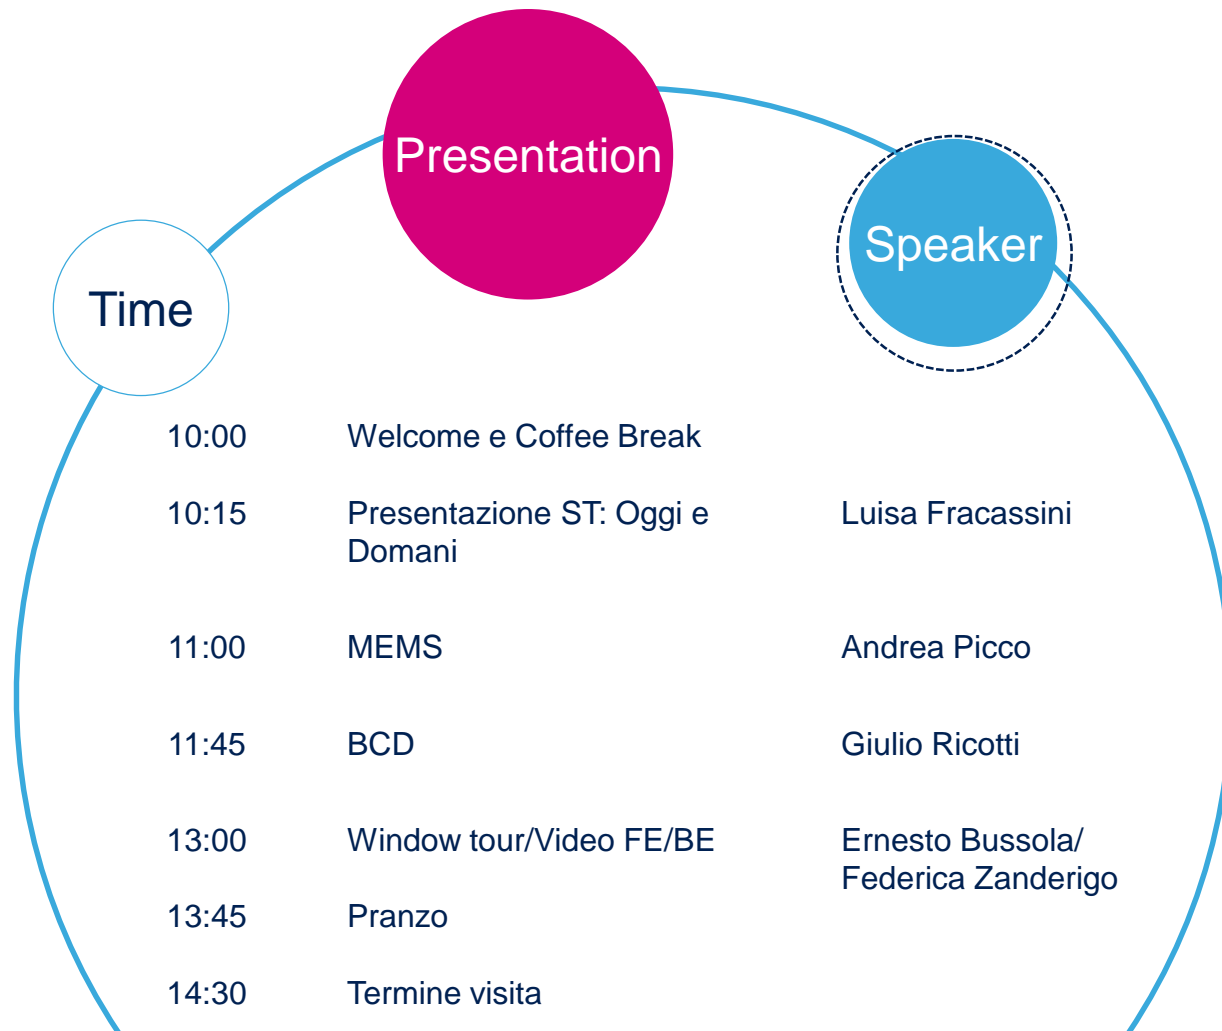 Presentation
Speaker
Time
10:00 Welcome e Coffee Break
10:15 Presentazione ST: Oggi e Luisa Fracassini
Domani
11:00 MEMS Andrea Picco
11:45 BCD Giulio Ricotti
13:00 Window tour/Video FE/BE Ernesto Bussola/
Federica Zanderigo
13:45 Pranzo
14:30 Termine visita